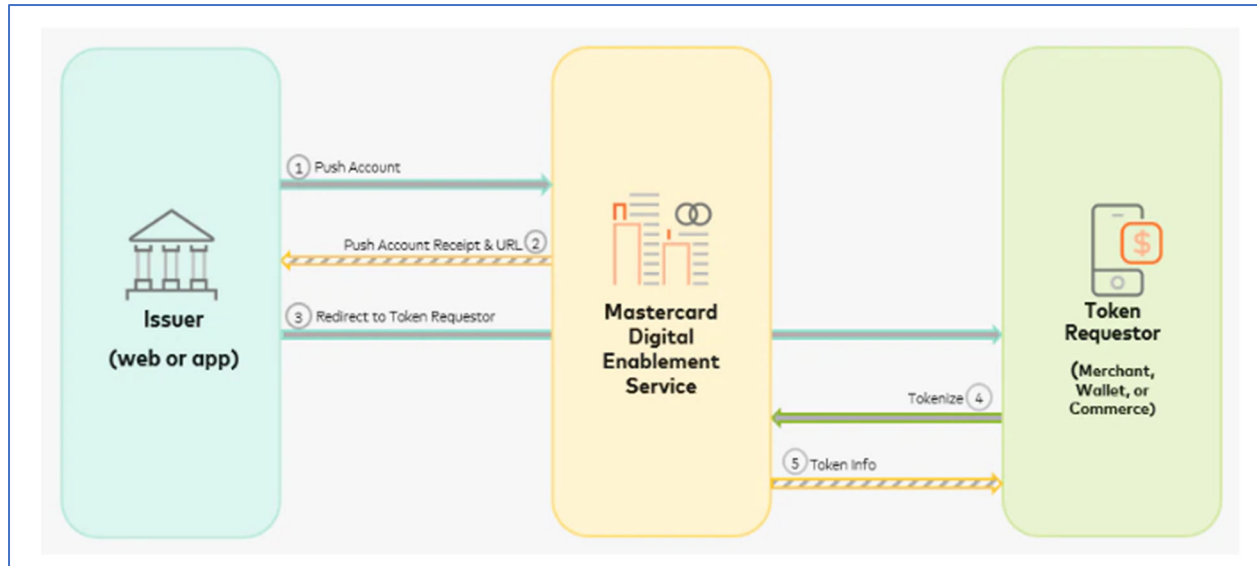 1 Push Account
Push Account Receipt & URL 2
3 Redirect to Token Requestor
Issuer
(web or app)
Mastercard
Digital
Enablement
Service
Token
Requestor
(Merchant,
Wallet, or
Commerce)
$
Tokenize 4
5 Token Info